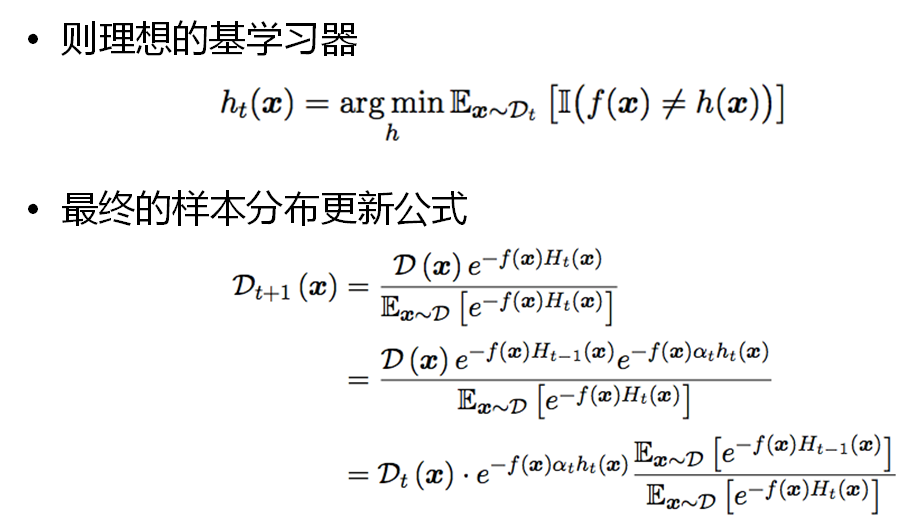 • 则理想的基学习器
$h_t(\boldsymbol{x}) = \underset{h}{\arg\min}\, \mathbb{E}_{\boldsymbol{x}\sim\mathcal{D}_t}\left[\mathbb{I}\left(f(\boldsymbol{x}) \neq h(\boldsymbol{x})\right)\right]$
• 最终的样本分布更新公式
$\mathcal{D}_{t+1}(\boldsymbol{x}) = \frac{\mathcal{D}(\boldsymbol{x})\, e^{-f(\boldsymbol{x})H_t(\boldsymbol{x})}}{\mathbb{E}_{\boldsymbol{x}\sim\mathcal{D}}\left[e^{-f(\boldsymbol{x})H_t(\boldsymbol{x})}\right]}$
$= \frac{\mathcal{D}(\boldsymbol{x})\, e^{-f(\boldsymbol{x})H_{t-1}(\boldsymbol{x})} e^{-f(\boldsymbol{x})\alpha_t h_t(\boldsymbol{x})}}{\mathbb{E}_{\boldsymbol{x}\sim\mathcal{D}}\left[e^{-f(\boldsymbol{x})H_t(\boldsymbol{x})}\right]}$
$= \mathcal{D}_t(\boldsymbol{x}) \cdot e^{-f(\boldsymbol{x})\alpha_t h_t(\boldsymbol{x})} \frac{\mathbb{E}_{\boldsymbol{x}\sim\mathcal{D}}\left[e^{-f(\boldsymbol{x})H_{t-1}(\boldsymbol{x})}\right]}{\mathbb{E}_{\boldsymbol{x}\sim\mathcal{D}}\left[e^{-f(\boldsymbol{x})H_t(\boldsymbol{x})}\right]}$